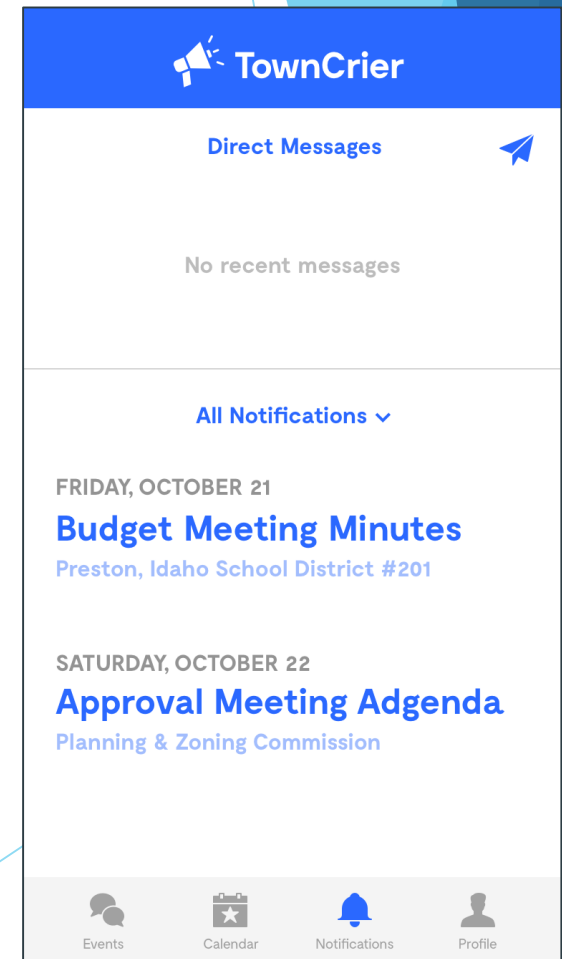 TownCrier
Direct Messages
No recent messages
All Notifications
FRIDAY, OCTOBER 21
Budget Meeting Minutes
Preston, Idaho School District #201
SATURDAY, OCTOBER 22
Approval Meeting Adgenda
Planning & Zoning Commission
Events Calendar Notifications Profile